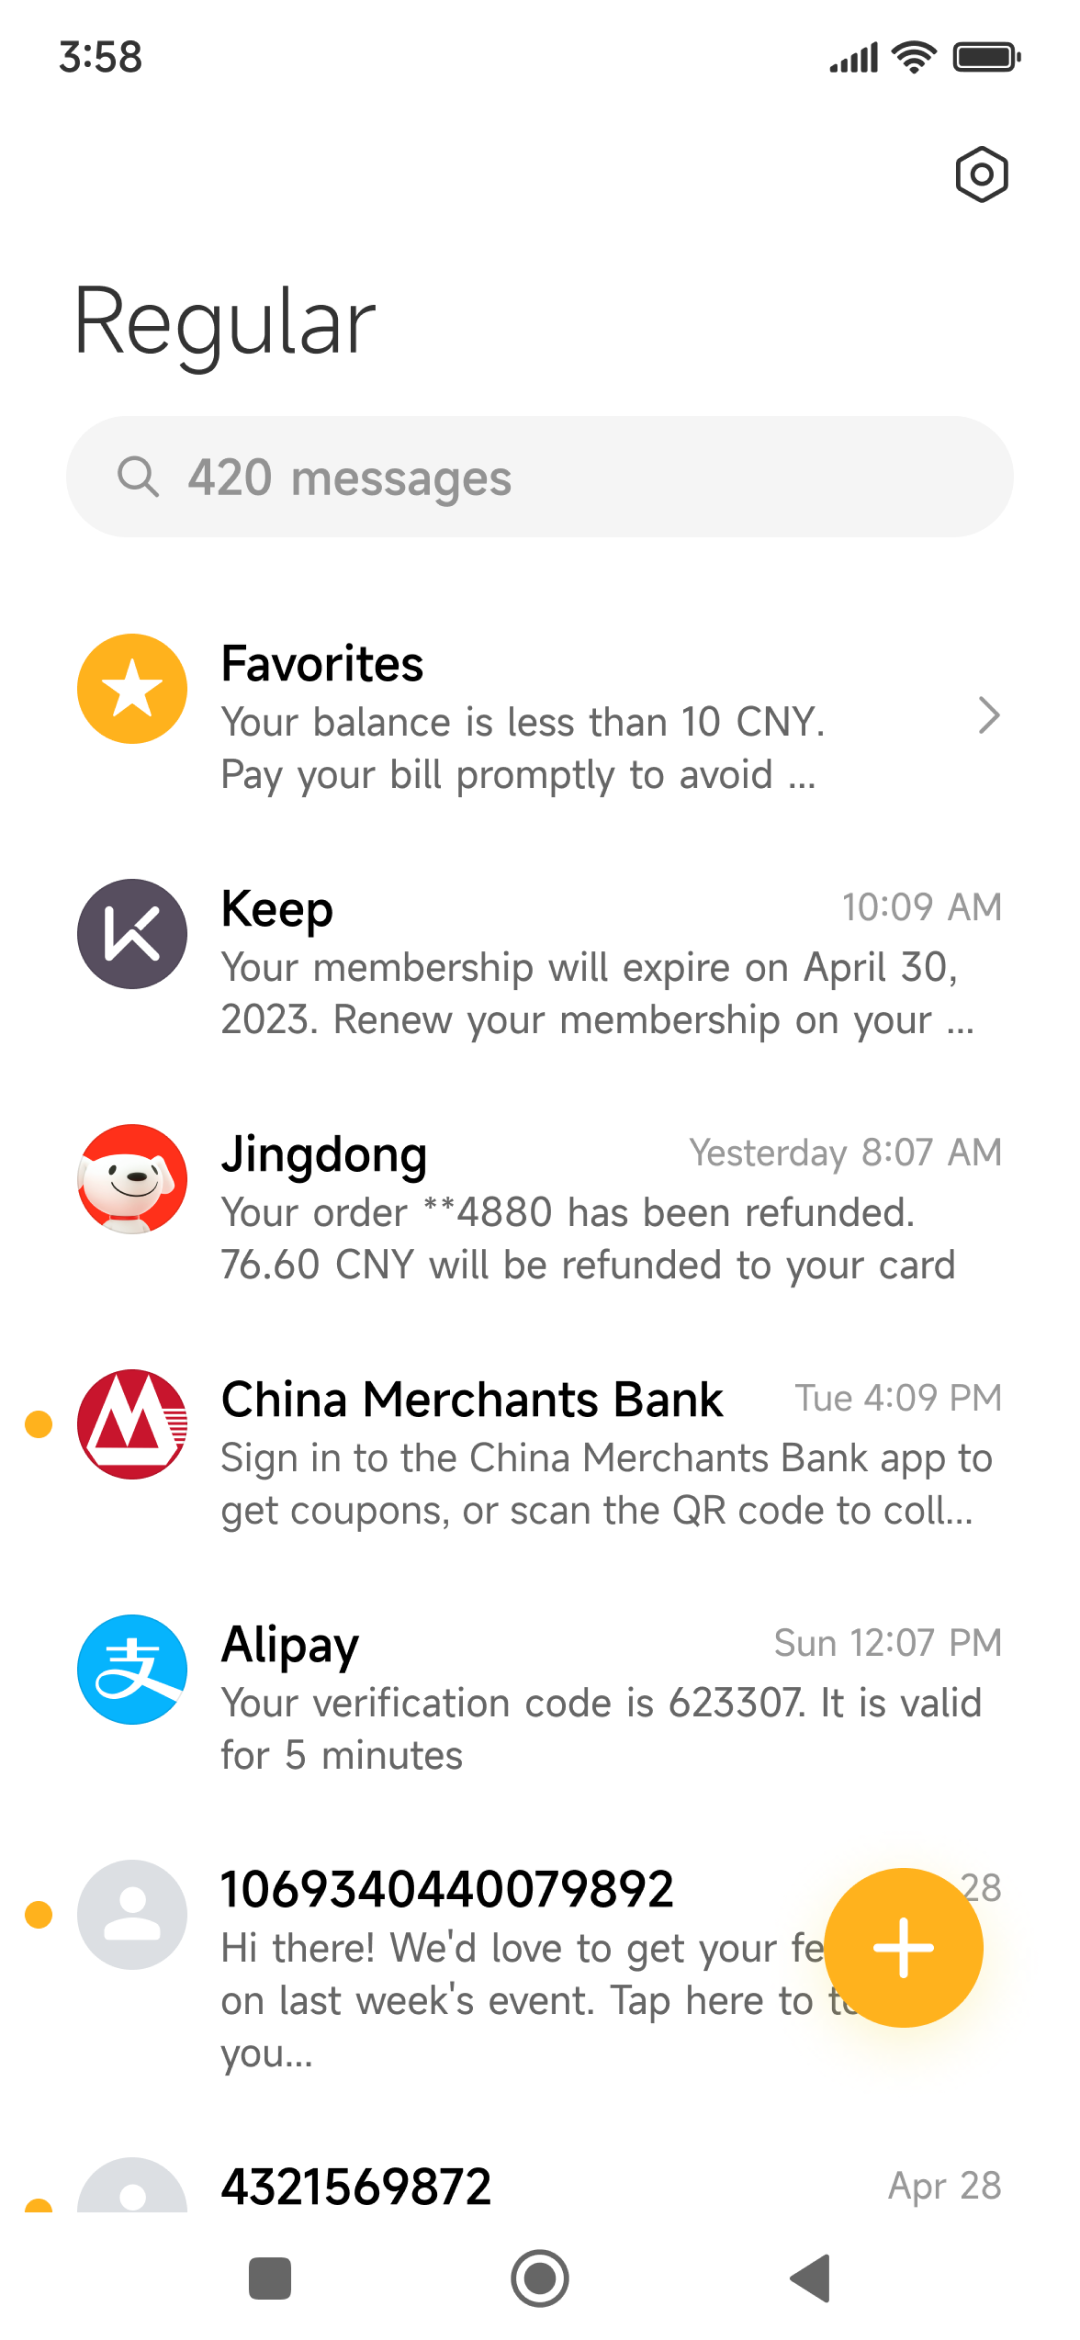 3:58
Regular
420 messages
Favorites
Your balance is less than 10 CNY.
Pay your bill promptly to avoid ...
Keep
10:09 AM
Your membership will expire on April 30,
2023. Renew your membership on your ...
Jingdong
Yesterday 8:07 AM
Your order **4880 has been refunded.
76.60 CNY will be refunded to your card
China Merchants Bank
Tue 4:09 PM
Sign in to the China Merchants Bank app to
get coupons, or scan the QR code to coll...
支
Alipay
Sun 12:07 PM
Your verification code is 623307. It is valid
for 5 minutes
1069340440079892
28
Hi there! We'd love to get your
on last week's event. Tap here to
you...
4321569872
Apr 28